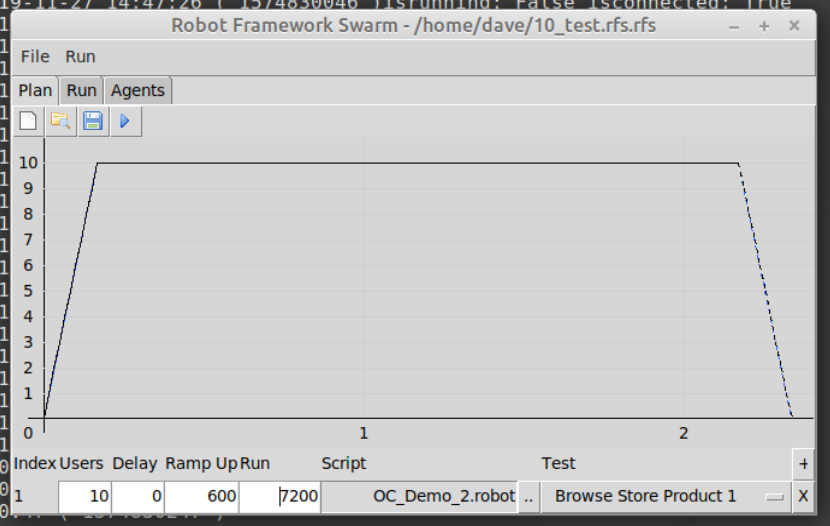 19-11-27 14:47:26 ( 1574830046 )isrunning: False isconnected: True
Robot Framework Swarm - /home/dave/10_test.rfs.rfs
File Run
Plan Run Agents
10
9
8
7
6
5
4
3
2
1
0 1 2
Index Users Delay Ramp Up Run Script Test +
1 10 0 600 7200 OC_Demo_2.robot .. Browse Store Product 1 X